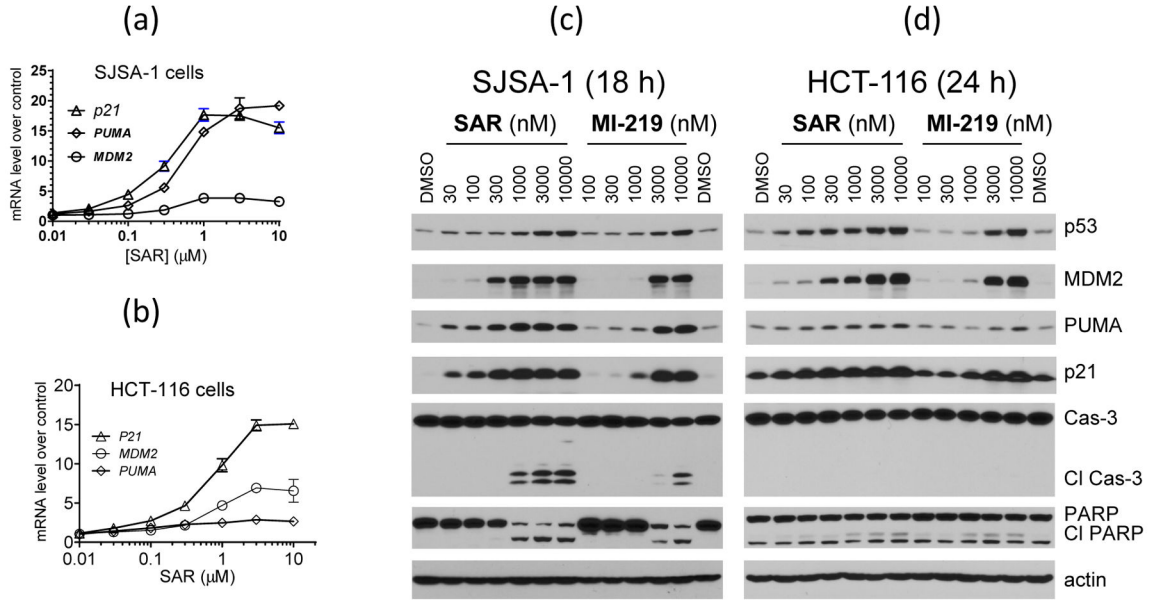 (a)
SJSA-1 cells
mRNA level over control
25
20
15
10
5
0
p21
PUMA
MDM2
0.01 0.1 1 10
[SAR] (µM)
(b)
HCT-116 cells
mRNA level over control
20
15
10
5
0
P21
MDM2
PUMA
0.01 0.1 1 10
SAR (µM)
(c)
SJSA-1 (18 h)
SAR (nM) MI-219 (nM)
DMSO 30 100 300 1000 3000 10000 100 300 1000 3000 10000 DMSO
(d)
HCT-116 (24 h)
SAR (nM) MI-219 (nM)
DMSO 30 100 300 1000 3000 10000 100 300 1000 30000 10000 DMSO
p53
MDM2
PUMA
p21
Cas-3
Cl Cas-3
PARP
Cl PARP
actin